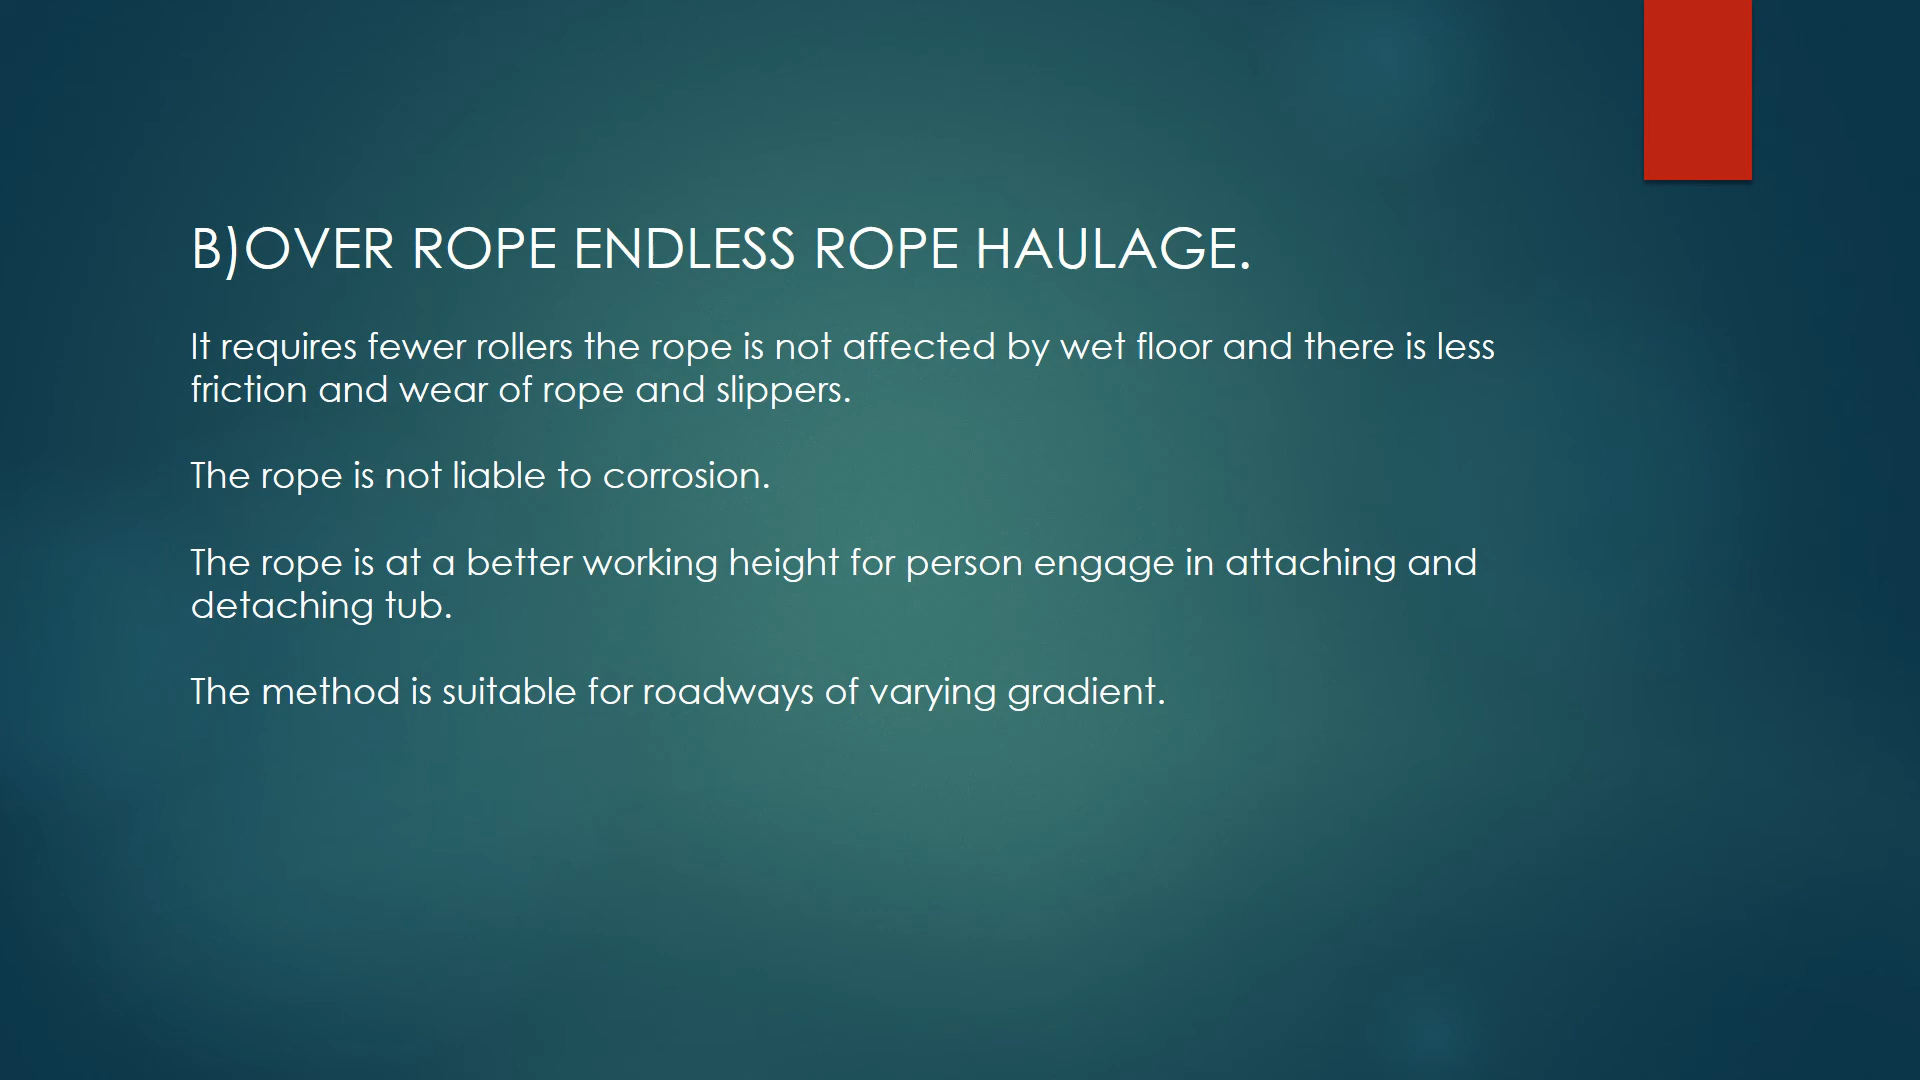 B)OVER ROPE ENDLESS ROPE HAULAGE.
It requires fewer rollers the rope is not affected by wet floor and there is less
friction and wear of rope and slippers.
The rope is not liable to corrosion.
The rope is at a better working height for person engage in attaching and
detaching tub.
The method is suitable for roadways of varying gradient.